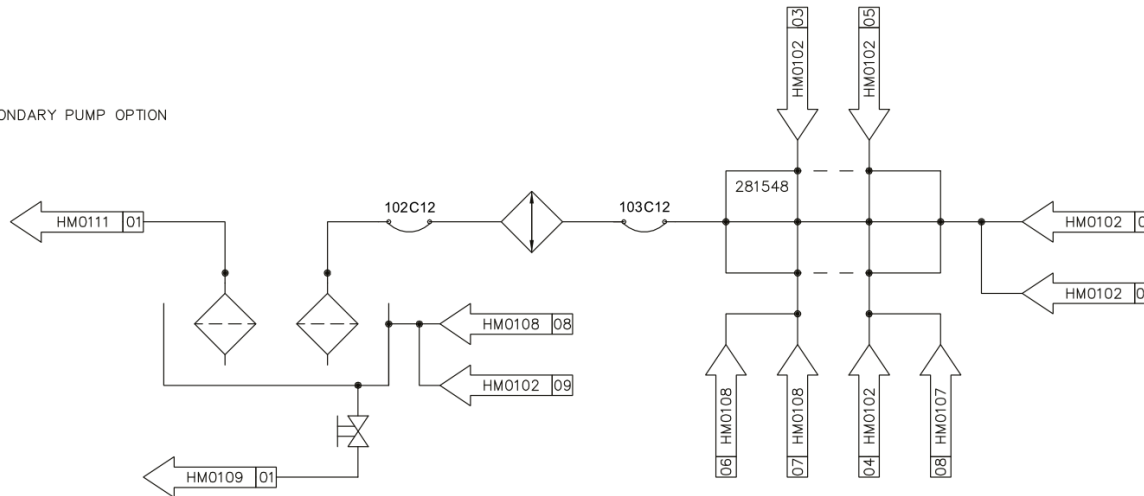 HM0102 03
HM0102 05
ONDARY PUMP OPTION
281548
102C12
103C12
HM0111 01
HM0102
HM0102
HM0108 08
HM0102 09
HM0108 06
HM0108 07
HM0102 04
HM0107 08
HM0109 01